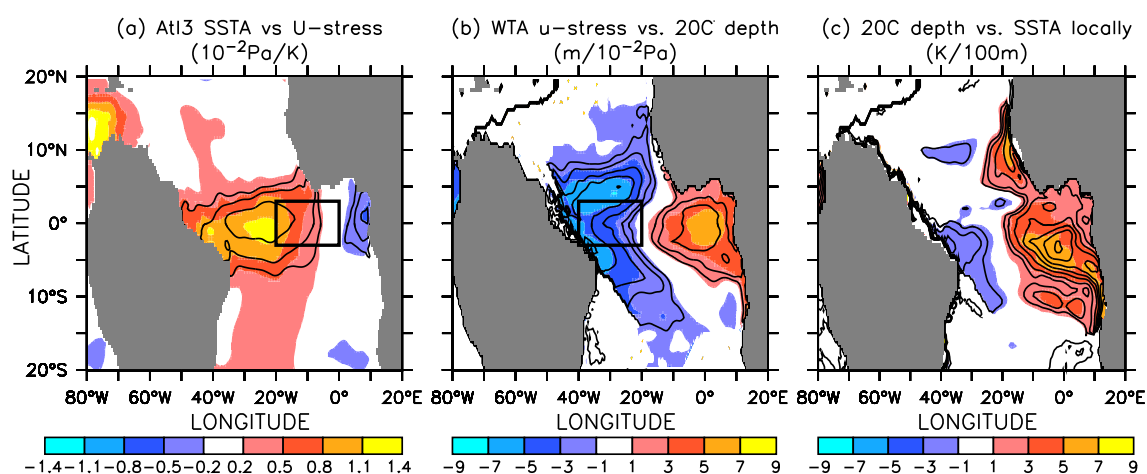 (a) Atl3 SSTA vs U-stress
(10⁻²Pa/K)
(b) WTA u-stress vs. 20C depth
(m/10⁻²Pa)
(c) 20C depth vs. SSTA locally
(K/100m)
LATITUDE
20°N
10°N
0°
10°S
20°S
80°W 60°W 40°W 20°W 0° 20°E
LONGITUDE
80°W 60°W 40°W 20°W 0° 20°E
LONGITUDE
80°W 60°W 40°W 20°W 0° 20°E
LONGITUDE
−1.4 −1.1 −0.8 −0.5 −0.2 0.2 0.5 0.8 1.1 1.4
−9 −7 −5 −3 −1 1 3 5 7 9
−9 −7 −5 −3 −1 1 3 5 7 9